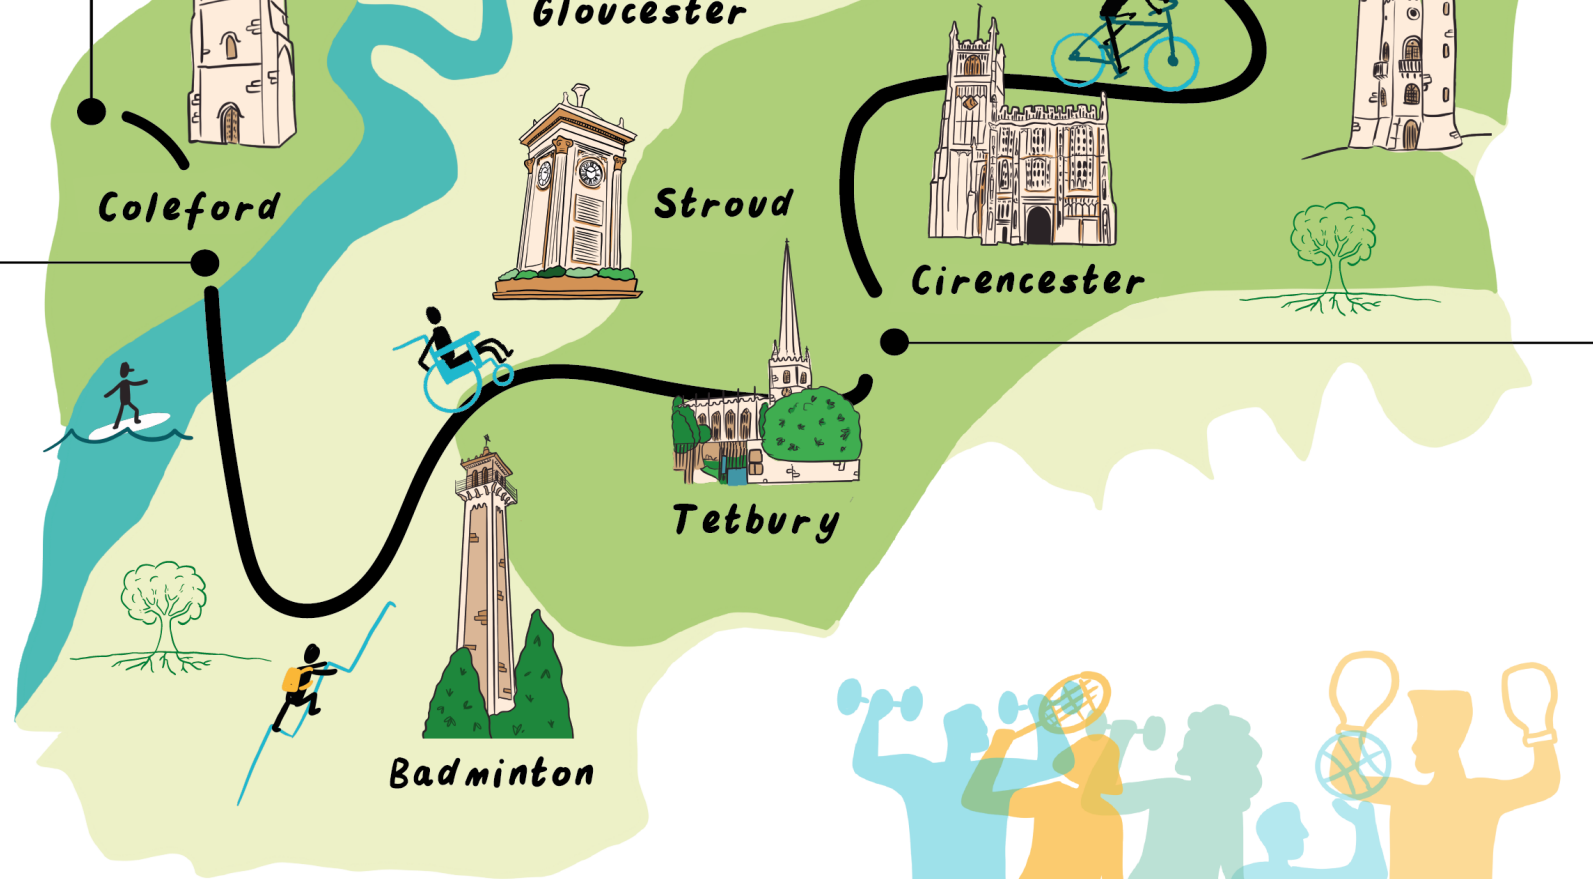 Gloucester
Coleford
Stroud
Cirencester
Tetbury
Badminton